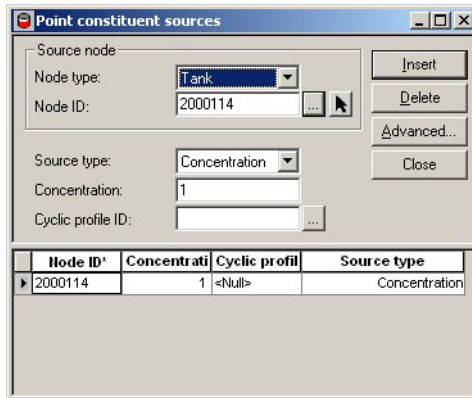 Point constituent sources
Source node
Node type: Tank
Node ID: 2000114 ...
Insert
Delete
Advanced...
Close
Source type: Concentration
Concentration: 1
Cyclic profile ID: ...
Node ID* Concentrati Cyclic profil Source type
2000114 1 <Null> Concentration